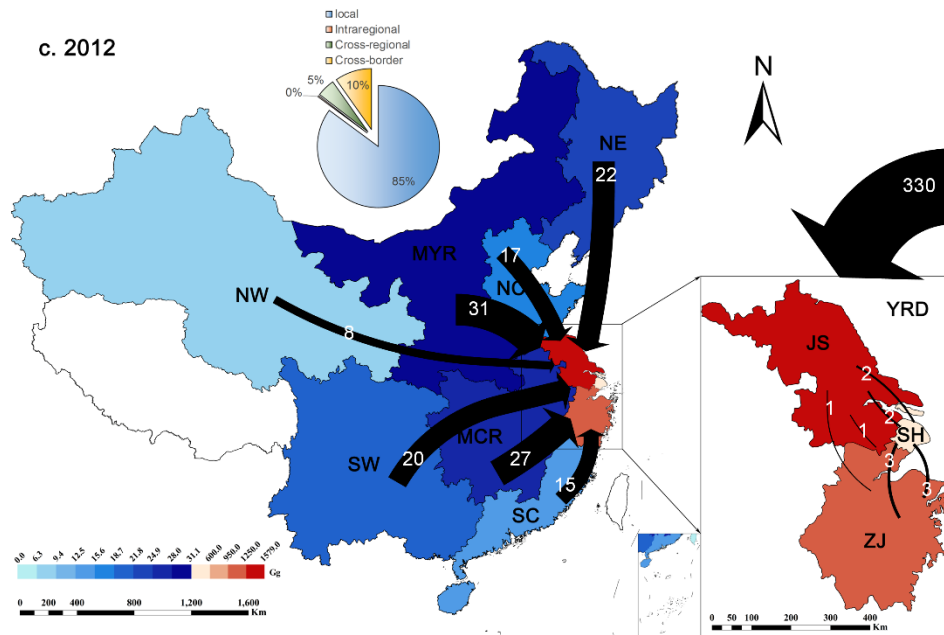 c. 2012
local
Intraregional
Cross-regional
Cross-border
0%
5%
10%
85%
N
330
NE
22
MYR
17
NC
31
NW
8
SW
20
MCR
27
SC
15
YRD
JS
2
1
1
2
SH
3
3
ZJ
0.0 6.3 9.4 12.5 15.6 18.7 21.8 24.9 28.0 31.1 600.0 950.0 1250.0 1579.0
Gg
0 200 400 800 1,200 1,600
Km
0 50 100 200 300 400
Km